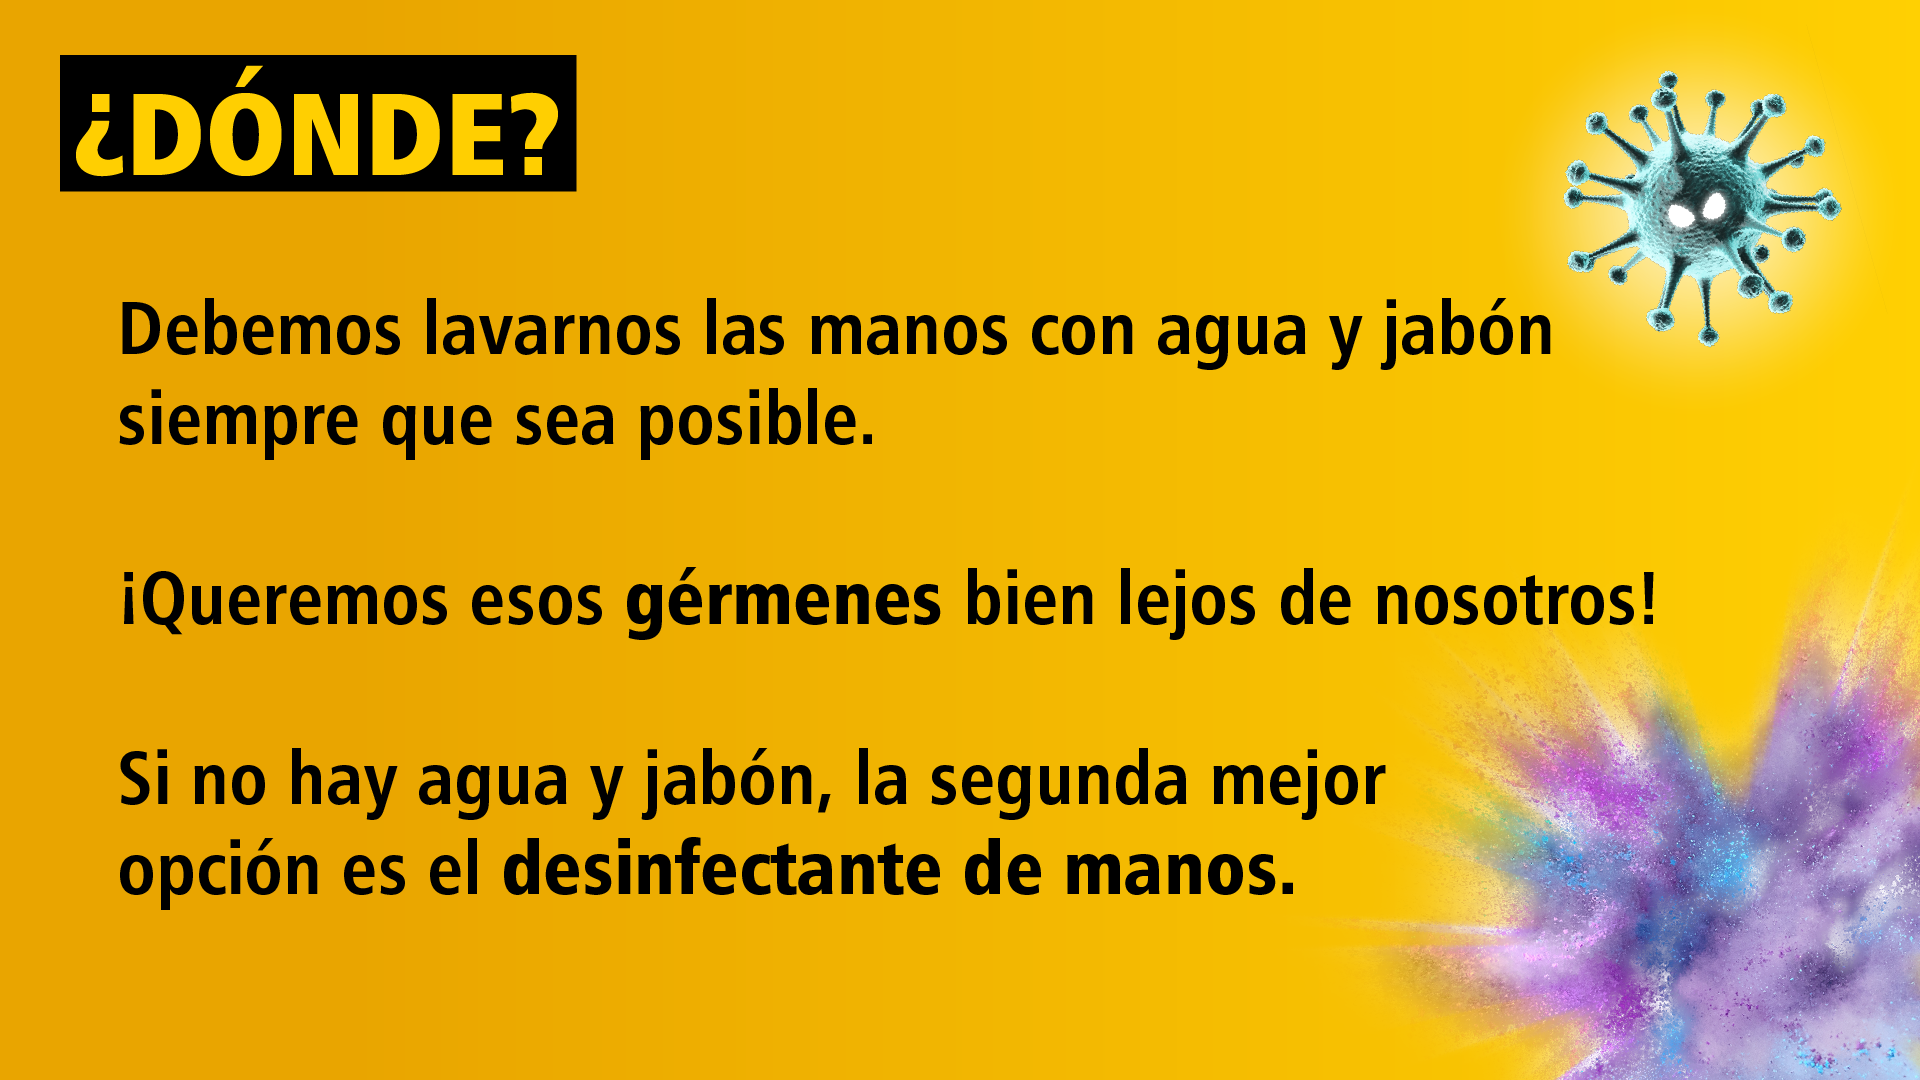 ¿DÓNDE?
Debemos lavarnos las manos con agua y jabón
siempre que sea posible.
¡Queremos esos gérmenes bien lejos de nosotros!
Si no hay agua y jabón, la segunda mejor
opción es el desinfectante de manos.